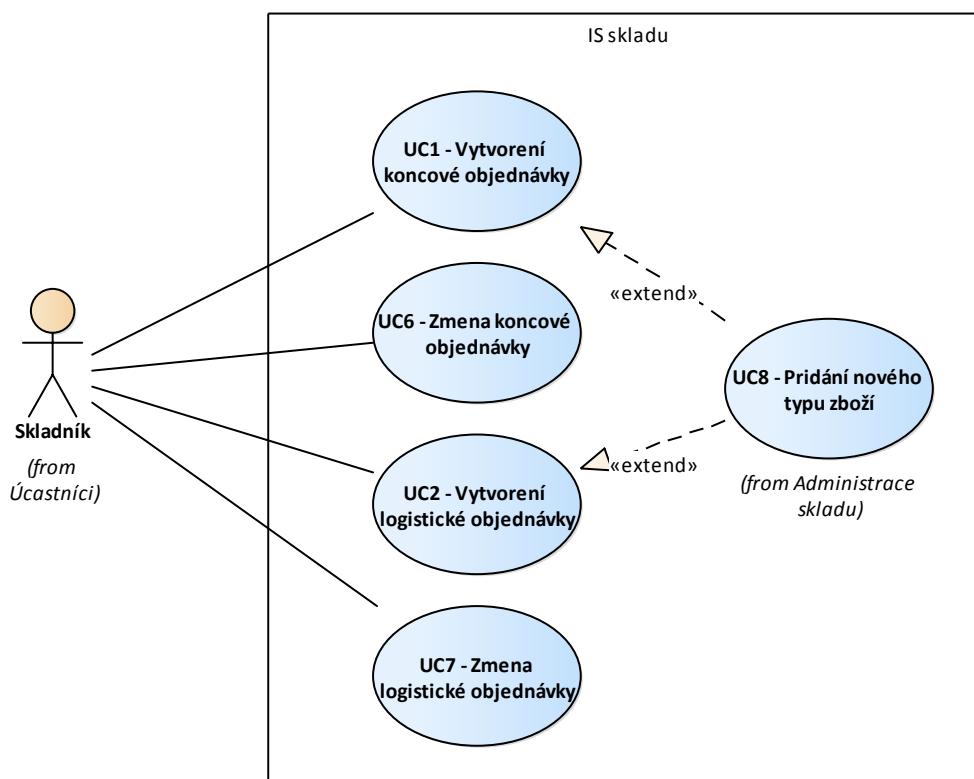 IS skladu
UC1 - Vytvorení
koncové objednávky
«extend»
UC6 - Zmena koncové
objednávky
UC8 - Pridání nového
typu zboží
Skladník
(from
Úcastníci)
«extend»
(from Administrace
skladu)
UC2 - Vytvorení
logistické objednávky
UC7 - Zmena
logistické objednávky